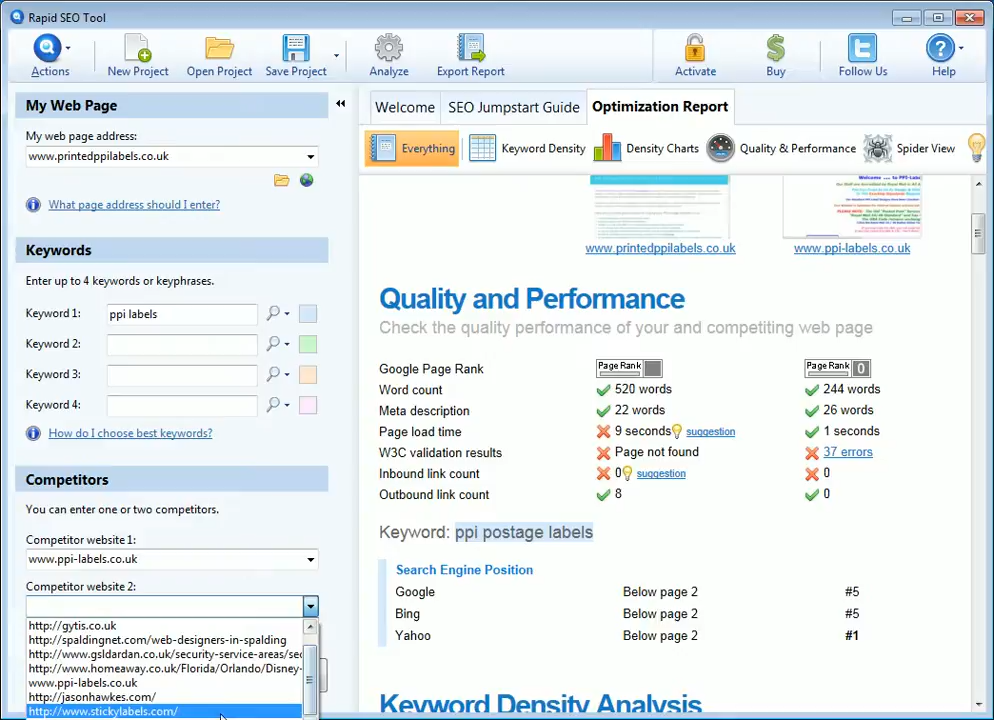 Rapid SEO Tool
Actions
New Project
Open Project
Save Project
Analyze
Export Report
Activate
Buy
Follow Us
Help
My Web Page
My web page address:
www.printedppilabels.co.uk
What page address should I enter?
Keywords
Enter up to 4 keywords or keyphrases.
Keyword 1: ppi labels
Keyword 2:
Keyword 3:
Keyword 4:
How do I choose best keywords?
Competitors
You can enter one or two competitors.
Competitor website 1:
www.ppi-labels.co.uk
Competitor website 2:
http://gytis.co.uk
http://spaldingnet.com/web-designers-in-spalding
http://www.gsldardan.co.uk/security-service-areas/sec
http://www.homeaway.co.uk/Florida/Orlando/Disney-
www.ppi-labels.co.uk
http://jasonhawkes.com/
http://www.stickylabels.com/
Welcome
SEO Jumpstart Guide
Optimization Report
Everything
Keyword Density
Density Charts
Quality & Performance
Spider View
www.printedppilabels.co.uk
www.ppi-labels.co.uk
Quality and Performance
Check the quality performance of your and competiting web page
Google Page Rank Page Rank Page Rank 0
Word count 520 words 244 words
Meta description 22 words 26 words
Page load time 9 seconds suggestion 1 seconds
W3C validation results Page not found 37 errors
Inbound link count 0 suggestion 0
Outbound link count 8 0
Keyword: ppi postage labels
Search Engine Position
Google Below page 2 #5
Bing Below page 2 #5
Yahoo Below page 2 #1
Keyword Density Analysis